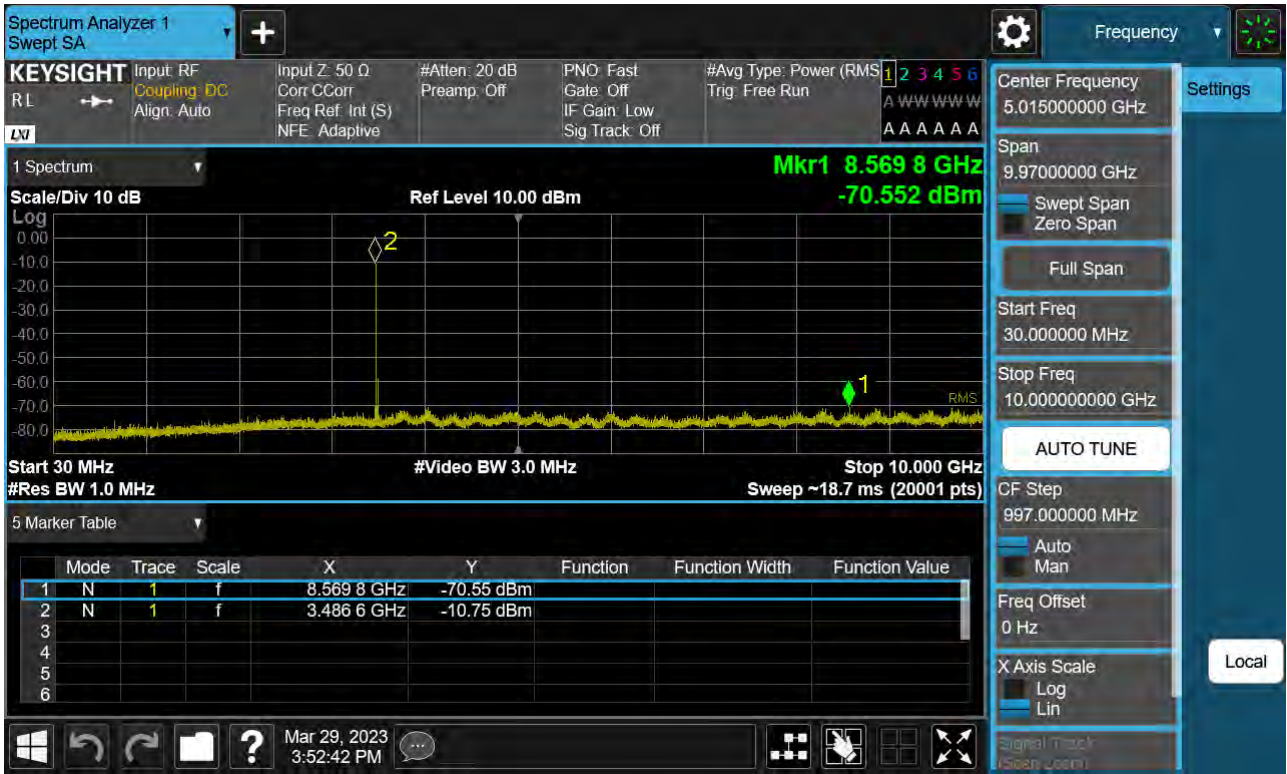 Spectrum Analyzer 1
Swept SA
+
Frequency
KEYSIGHT
RL
LXI
Input: RF
Coupling: DC
Align: Auto
Input Z: 50 Ω
Corr CCorr
Freq Ref: Int (S)
NFE: Adaptive
#Atten: 20 dB
Preamp: Off
PNO: Fast
Gate: Off
IF Gain: Low
Sig Track: Off
#Avg Type: Power (RMS
Trig: Free Run
1 2 3 4 5 6
A W W W W W
A A A A A A
1 Spectrum
Scale/Div 10 dB
Ref Level 10.00 dBm
Mkr1 8.569 8 GHz
-70.552 dBm
Log
0.00
-10.0
-20.0
-30.0
-40.0
-50.0
-60.0
-70.0
-80.0
2
1
RMS
Start 30 MHz
#Video BW 3.0 MHz
Stop 10.000 GHz
#Res BW 1.0 MHz
Sweep ~18.7 ms (20001 pts)
5 Marker Table
Mode Trace Scale X Y Function Function Width Function Value
1 N 1 f 8.569 8 GHz -70.55 dBm
2 N 1 f 3.486 6 GHz -10.75 dBm
3
4
5
6
?
Mar 29, 2023
3:52:42 PM
Center Frequency
5.015000000 GHz
Span
9.97000000 GHz
Swept Span
Zero Span
Full Span
Start Freq
30.000000 MHz
Stop Freq
10.000000000 GHz
AUTO TUNE
CF Step
997.000000 MHz
Auto
Man
Freq Offset
0 Hz
X Axis Scale
Log
Lin
Signal Track
(Span Zoom)
Settings
Local